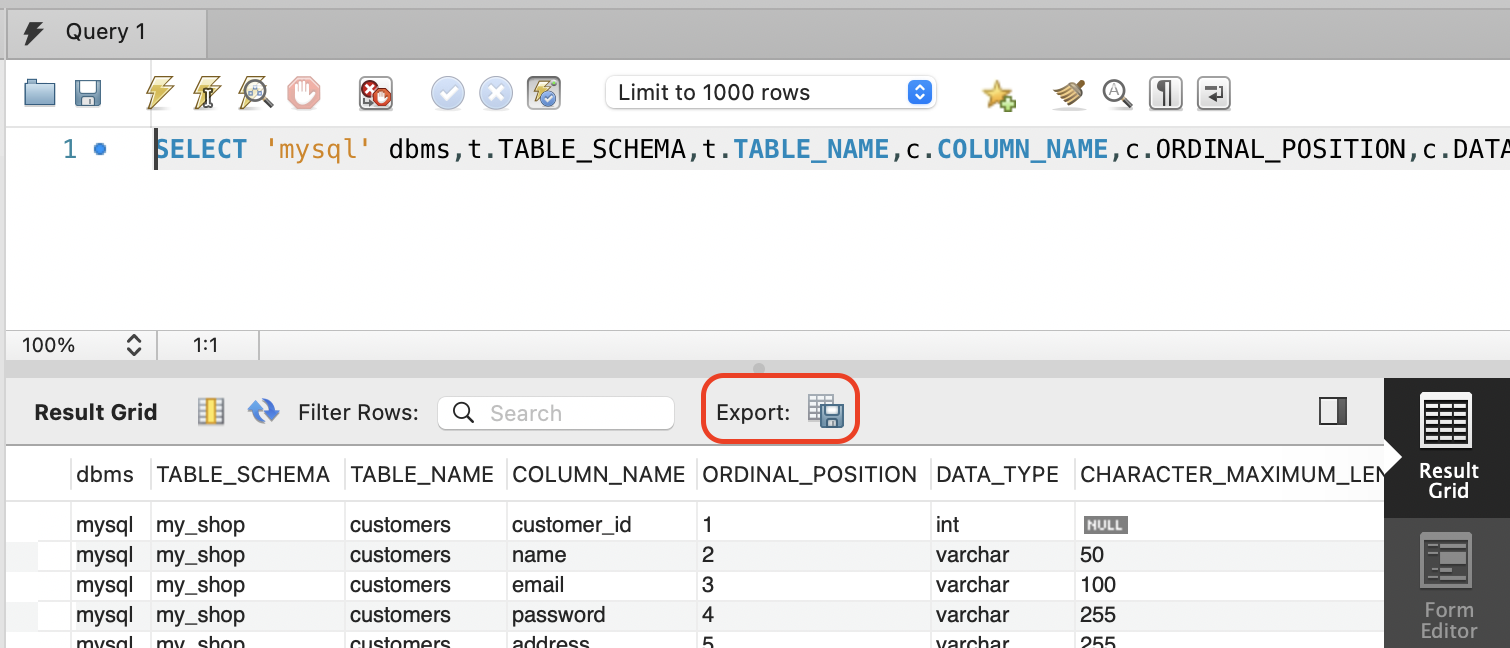 Query 1
Limit to 1000 rows
1 SELECT 'mysql' dbms,t.TABLE_SCHEMA,t.TABLE_NAME,c.COLUMN_NAME,c.ORDINAL_POSITION,c.DATA
100% 1:1
Result Grid Filter Rows: Search Export:
dbms TABLE_SCHEMA TABLE_NAME COLUMN_NAME ORDINAL_POSITION DATA_TYPE CHARACTER_MAXIMUM_LEN
mysql my_shop customers customer_id 1 int NULL
mysql my_shop customers name 2 varchar 50
mysql my_shop customers email 3 varchar 100
mysql my_shop customers password 4 varchar 255
mysql my_shop customers address 5 varchar 255
Result
Grid
Form
Editor